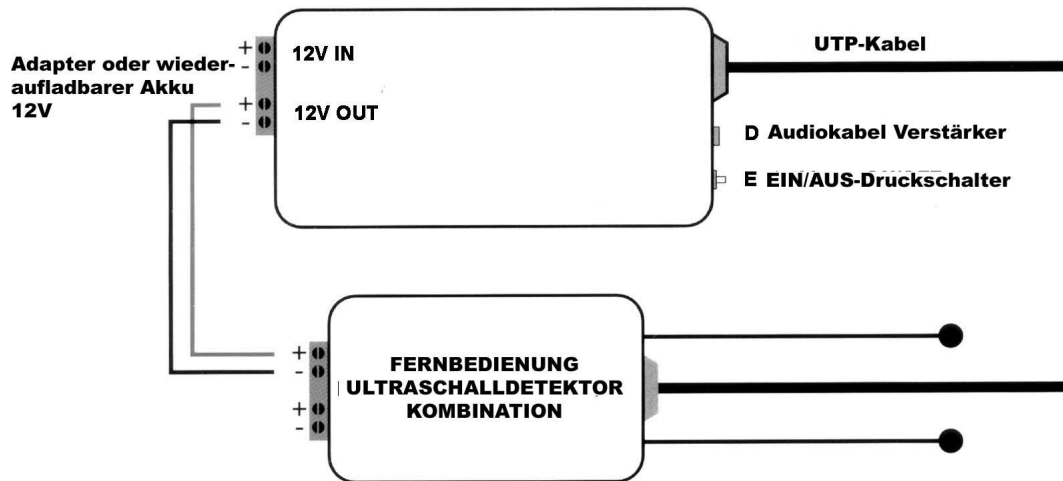 + 12V IN
-
Adapter oder wieder-
aufladbarer Akku
12V
+ 12V OUT
-
UTP-Kabel
D Audiokabel Verstärker
E EIN/AUS-Druckschalter
+
-
+
-
FERNBEDIENUNG
ULTRASCHALLDETEKTOR
KOMBINATION